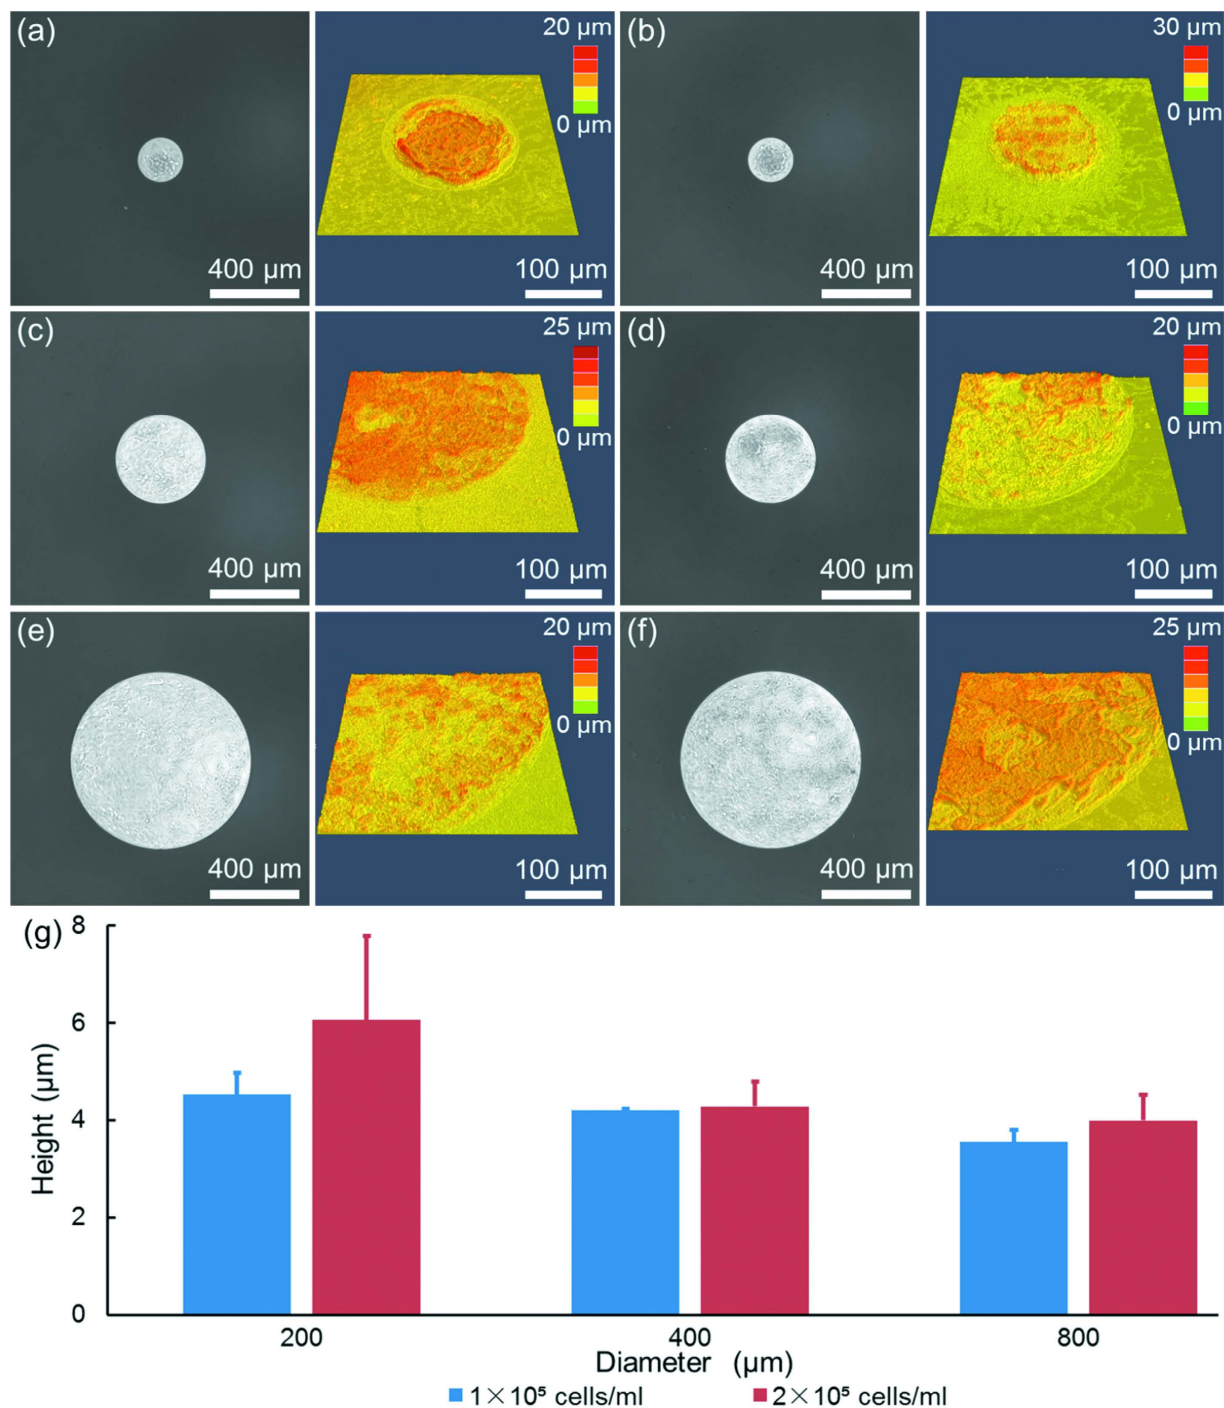 (a)
20 µm
0 µm
400 µm
100 µm
(b)
30 µm
0 µm
400 µm
100 µm
(c)
25 µm
0 µm
400 µm
100 µm
(d)
20 µm
0 µm
400 µm
100 µm
(e)
20 µm
0 µm
400 µm
100 µm
(f)
25 µm
0 µm
400 µm
100 µm
(g)
8
6
4
2
0
Height (µm)
200
400
800
Diameter (µm)
1×10⁵ cells/ml
2×10⁵ cells/ml